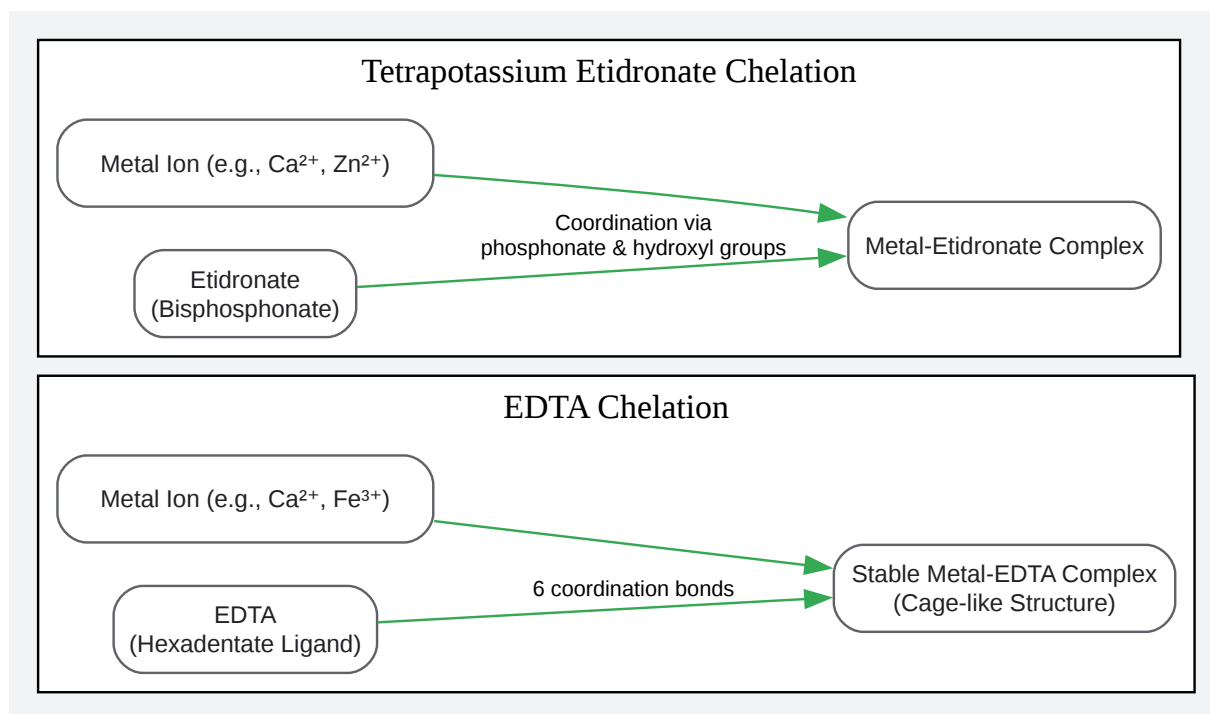 Tetrapotassium Etidronate Chelation
Metal Ion (e.g., Ca²⁺, Zn²⁺)
Coordination via
phosphonate & hydroxyl groups
Metal-Etidronate Complex
Etidronate
(Bisphosphonate)
EDTA Chelation
Metal Ion (e.g., Ca²⁺, Fe³⁺)
6 coordination bonds
Stable Metal-EDTA Complex
(Cage-like Structure)
EDTA
(Hexadentate Ligand)